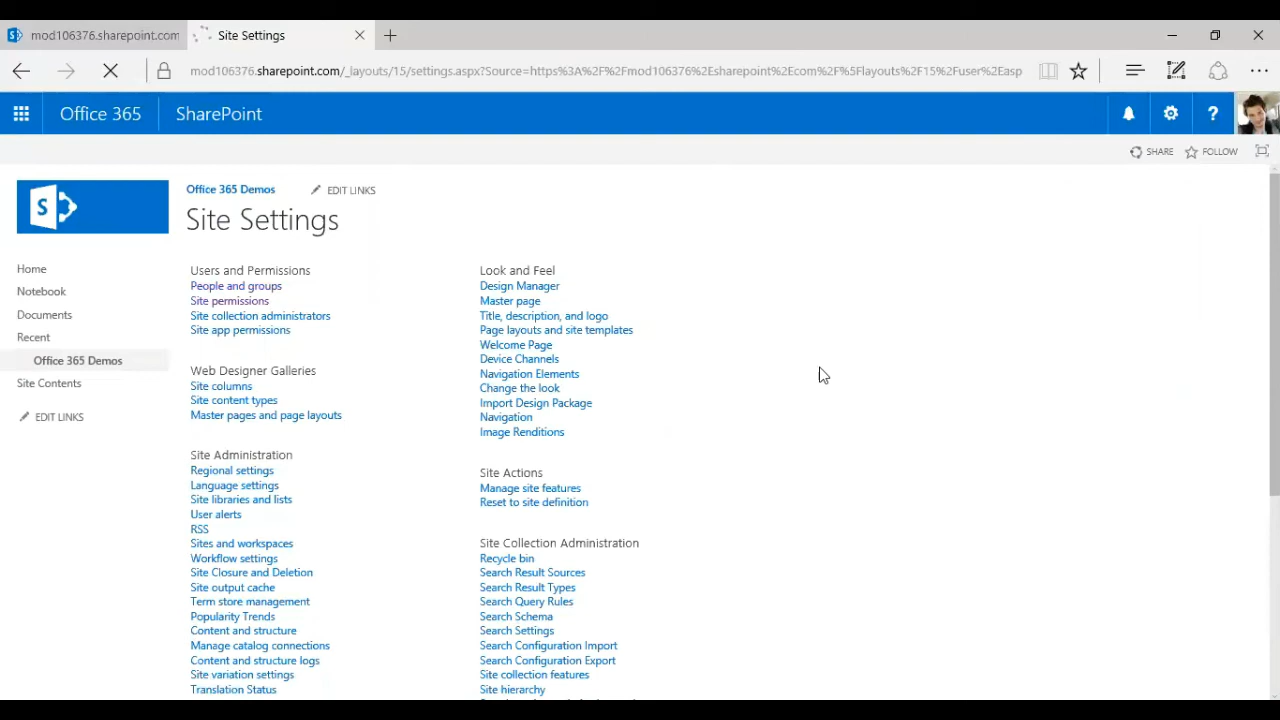 mod106376.sharepoint.com
Site Settings
mod106376.sharepoint.com/_layouts/15/settings.aspx?Source=https%3A%2F%2Fmod106376%2Esharepoint%2Ecom%2F%5Flayouts%2F15%2Fuser%2Easp
Office 365
SharePoint
?
SHARE
FOLLOW
S
Office 365 Demos
EDIT LINKS
Site Settings
Home
Notebook
Documents
Recent
Office 365 Demos
Site Contents
EDIT LINKS
Users and Permissions
People and groups
Site permissions
Site collection administrators
Site app permissions
Web Designer Galleries
Site columns
Site content types
Master pages and page layouts
Site Administration
Regional settings
Language settings
Site libraries and lists
User alerts
RSS
Sites and workspaces
Workflow settings
Site Closure and Deletion
Site output cache
Term store management
Popularity Trends
Content and structure
Manage catalog connections
Content and structure logs
Site variation settings
Translation Status
Look and Feel
Design Manager
Master page
Title, description, and logo
Page layouts and site templates
Welcome Page
Device Channels
Navigation Elements
Change the look
Import Design Package
Navigation
Image Renditions
Site Actions
Manage site features
Reset to site definition
Site Collection Administration
Recycle bin
Search Result Sources
Search Result Types
Search Query Rules
Search Schema
Search Settings
Search Configuration Import
Search Configuration Export
Site collection features
Site hierarchy